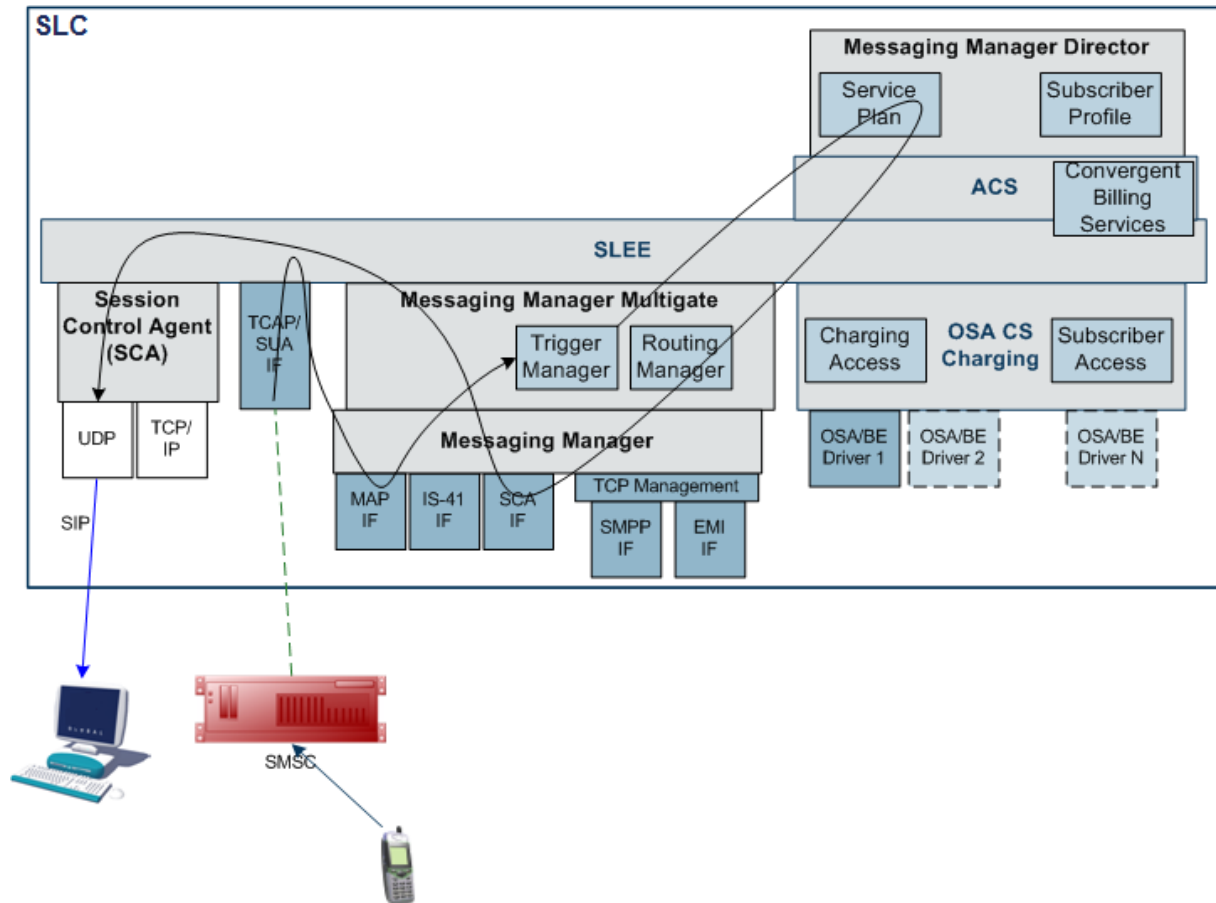 SLC
Messaging Manager Director
Service
Plan
Subscriber
Profile
ACS
Convergent
Billing
Services
SLEE
Session
Control Agent
(SCA)
TCAP/
SUA
IF
Messaging Manager Multigate
Trigger
Manager
Routing
Manager
Charging
Access
OSA CS
Charging
Subscriber
Access
UDP
TCP/
IP
Messaging Manager
OSA/BE
Driver 1
OSA/BE
Driver 2
OSA/BE
Driver N
MAP
IF
IS-41
IF
SCA
IF
TCP Management
SMPP
IF
EMI
IF
SIP
GLOBAL
SMSC